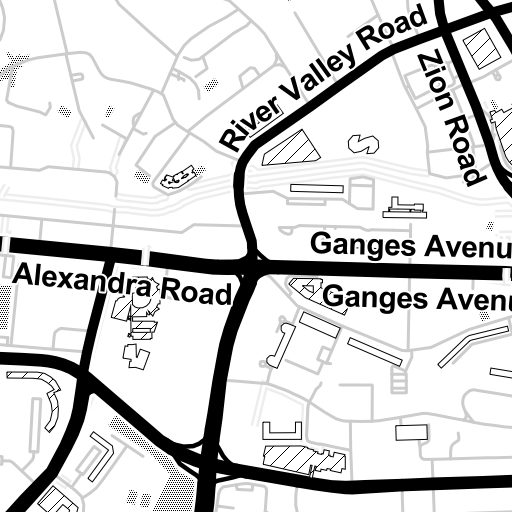 River Valley Road
Zion Road
Ganges Avenu
Alexandra Road
Ganges Avenu